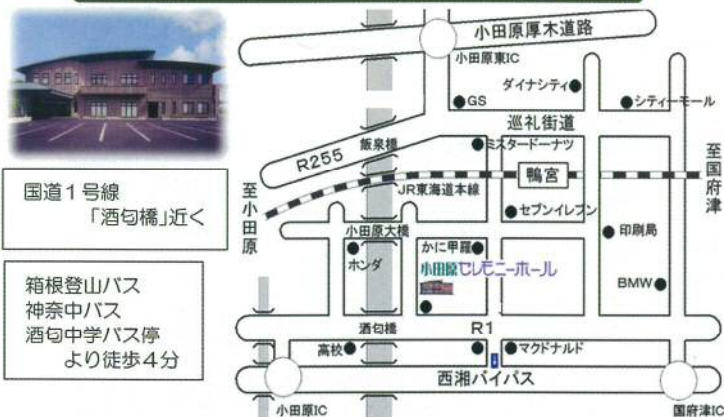 小田原厚木道路
小田原東IC
ダイナシティ
GS
シティーモール
巡礼街道
飯泉橋
ミスタードーナツ
R255
鴨宮
至国府津
JR東海道本線
至小田原
国道1号線
「酒匂橋」近く
セブンイレブン
小田原大橋
印刷局
かに甲羅
ホンダ
小田原セレモニーホール
BMW
箱根登山バス
神奈中バス
酒匂中学バス停
より徒歩4分
酒匂橋
R1
高校
マクドナルド
西湘バイパス
小田原IC
国府津IC